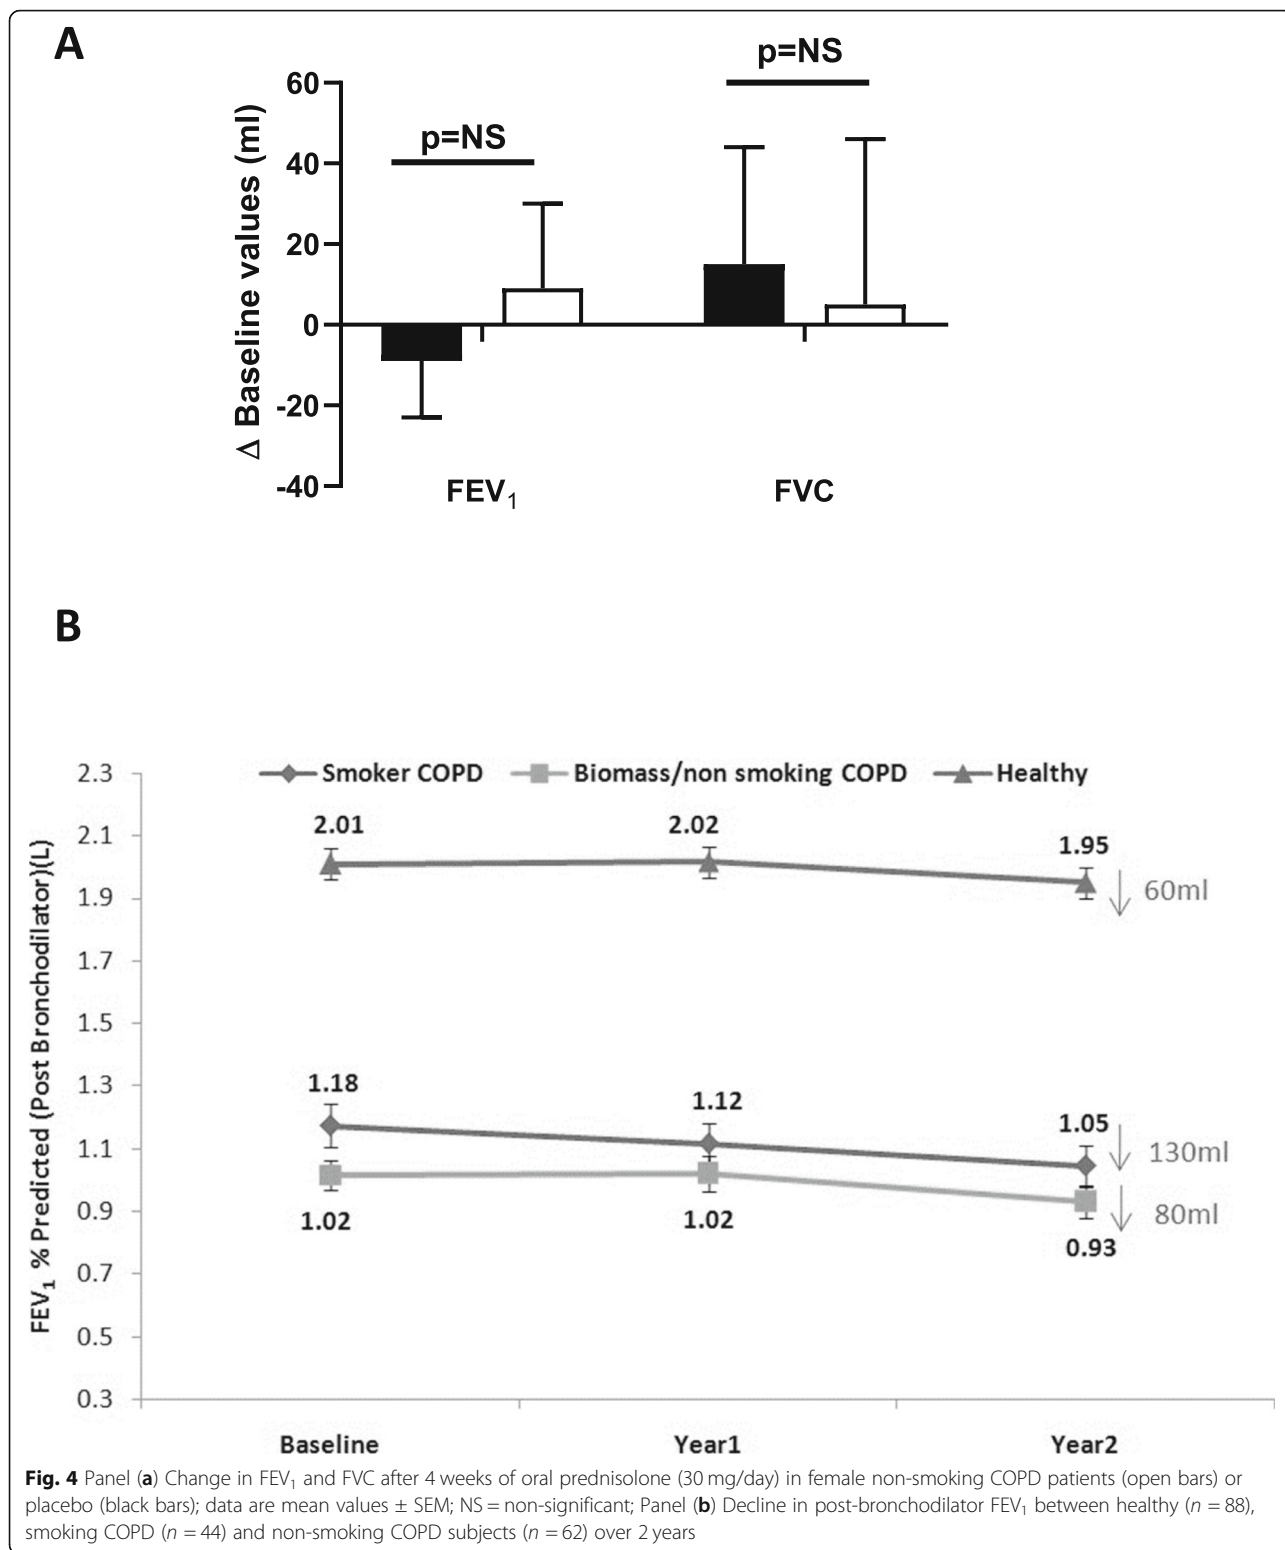 A
p=NS
p=NS
60
40
20
0
-20
-40
Δ Baseline values (ml)
FEV₁
FVC
B
Smoker COPD
Biomass/non smoking COPD
Healthy
2.3
2.1
1.9
1.7
1.5
1.3
1.1
0.9
0.7
0.5
0.3
FEV₁ % Predicted (Post Bronchodilator)(L)
2.01
2.02
1.95
60ml
1.18
1.12
1.05
130ml
1.02
1.02
0.93
80ml
Baseline
Year1
Year2
Fig. 4 Panel (a) Change in FEV₁ and FVC after 4 weeks of oral prednisolone (30 mg/day) in female non-smoking COPD patients (open bars) or
placebo (black bars); data are mean values ± SEM; NS = non-significant; Panel (b) Decline in post-bronchodilator FEV₁ between healthy (n = 88),
smoking COPD (n = 44) and non-smoking COPD subjects (n = 62) over 2 years